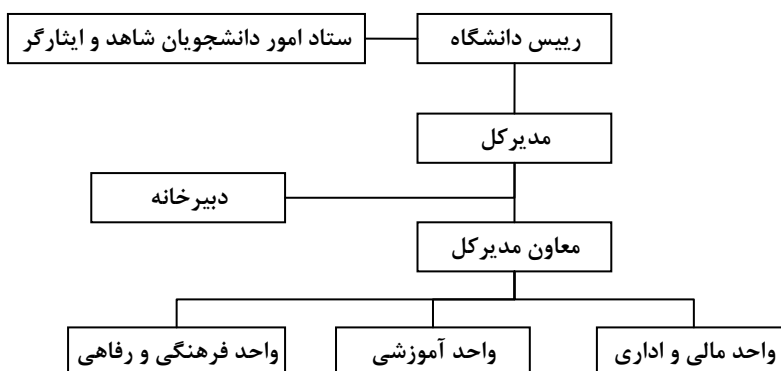 رییس دانشگاه
ستاد امور دانشجویان شاهد و ایثارگر
مدیرکل
دبیرخانه
معاون مدیرکل
واحد مالی و اداری
واحد آموزشی
واحد فرهنگی و رفاهی